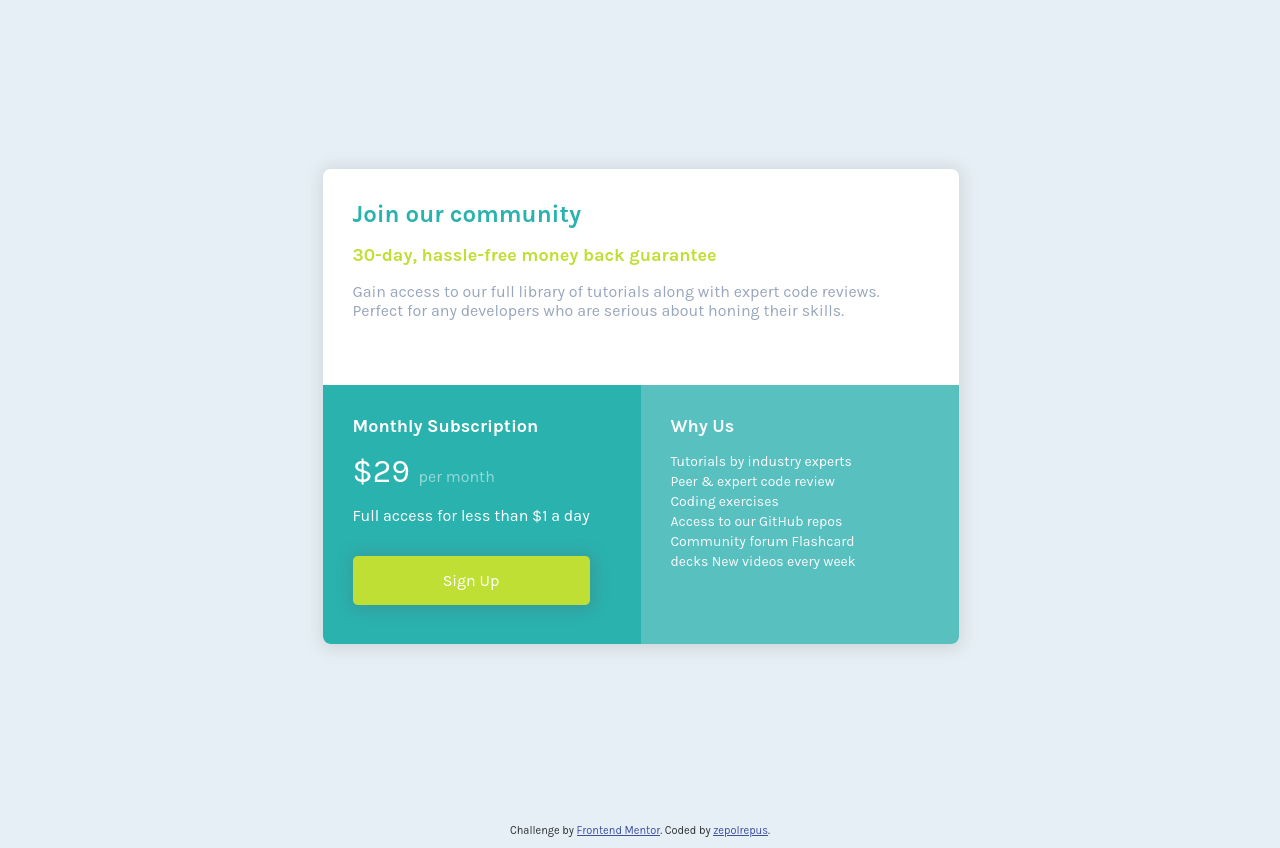 Join our community
30-day, hassle-free money back guarantee
Gain access to our full library of tutorials along with expert code reviews.
Perfect for any developers who are serious about honing their skills.
Monthly Subscription
$29 per month
Full access for less than $1 a day
Sign Up
Why Us
Tutorials by industry experts
Peer & expert code review
Coding exercises
Access to our GitHub repos
Community forum Flashcard
decks New videos every week
Challenge by Frontend Mentor. Coded by zepolrepus.